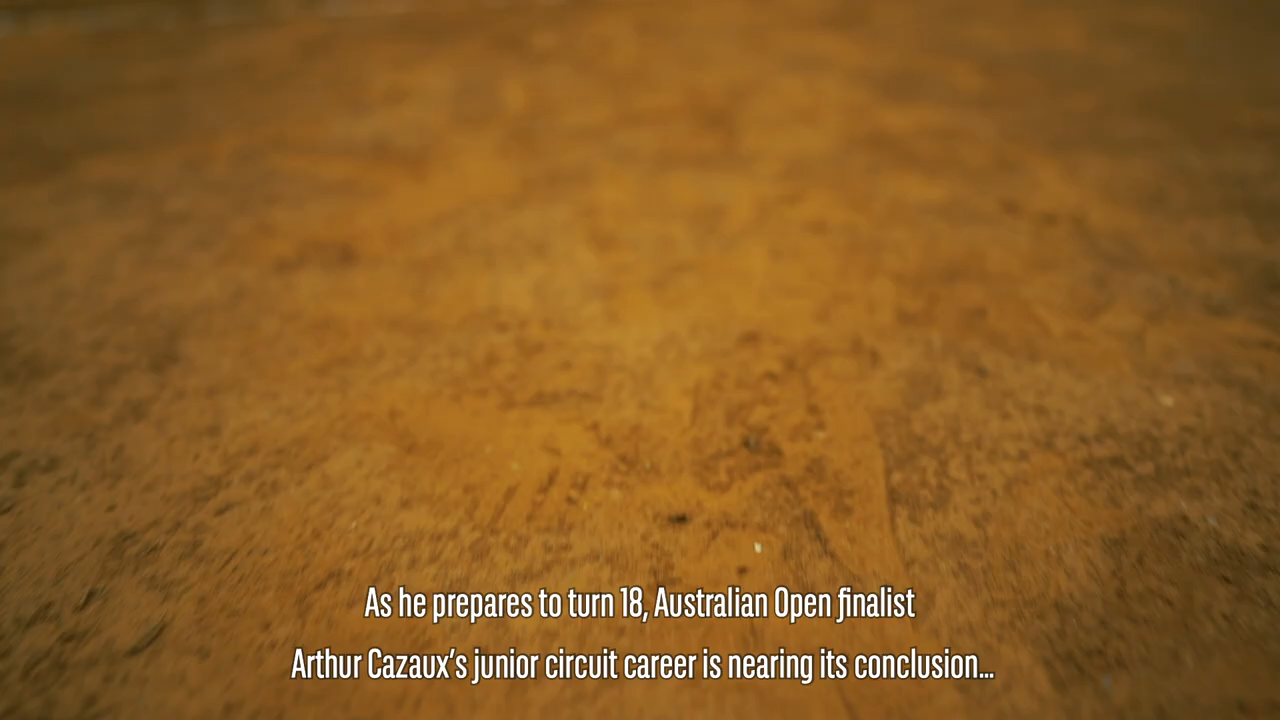 As he prepares to turn 18, Australian Open finalist
Arthur Cazaux's junior circuit career is nearing its conclusion...